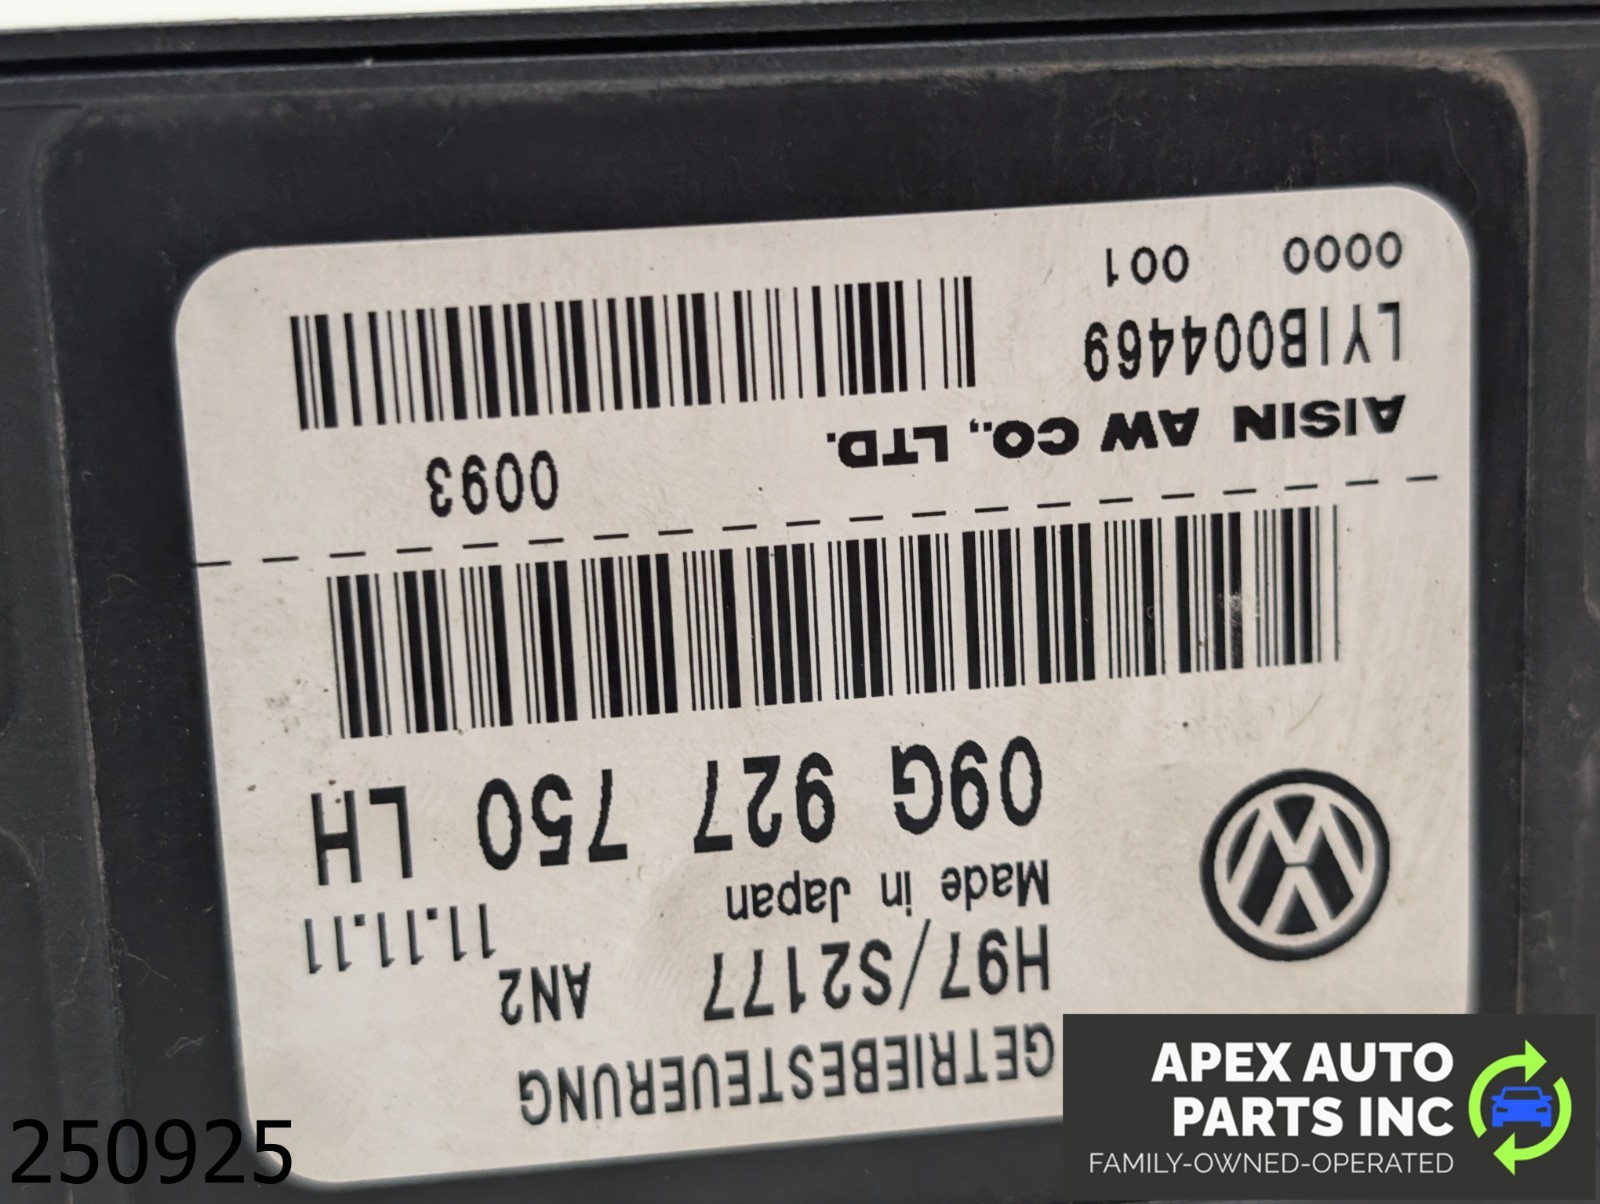 GETRIEBESTEUERUNG
H97/S2177 AN2 11.11.11
Made in Japan
09G 927 750 LH
0093
AISIN AW CO., LTD.
LYIB004469
0000 001
250925
APEX AUTO
PARTS INC
FAMILY-OWNED-OPERATED